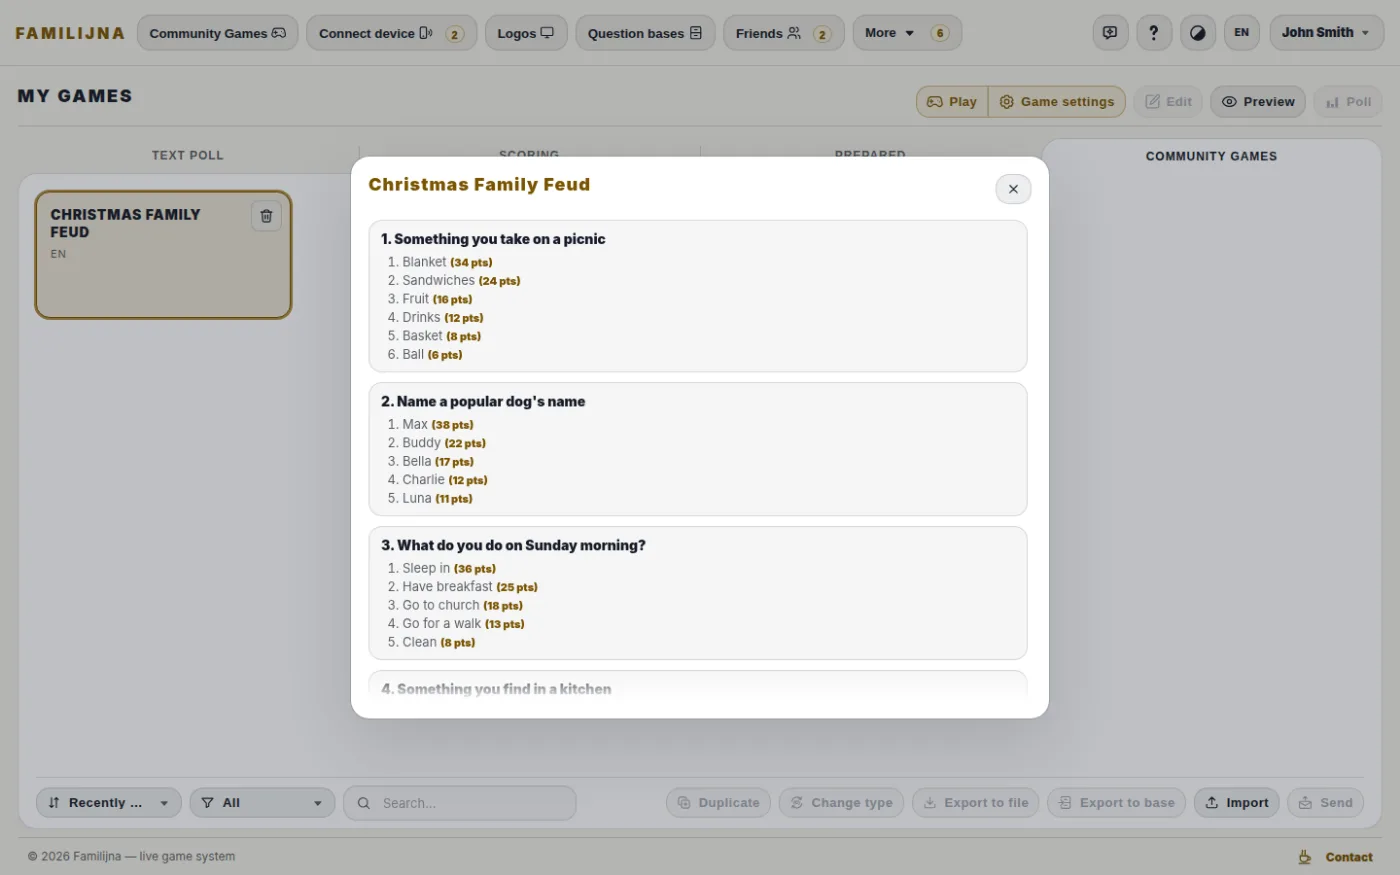 FAMILIJNA
Community Games
Connect device 2
Logos
Question bases
Friends 2
More 6
?
EN
John Smith
MY GAMES
Play
Game settings
Edit
Preview
Poll
TEXT POLL
SCORING
PREPARED
COMMUNITY GAMES
CHRISTMAS FAMILY
FEUD
EN
Christmas Family Feud
1. Something you take on a picnic
1. Blanket (34 pts)
2. Sandwiches (24 pts)
3. Fruit (16 pts)
4. Drinks (12 pts)
5. Basket (8 pts)
6. Ball (6 pts)
2. Name a popular dog's name
1. Max (38 pts)
2. Buddy (22 pts)
3. Bella (17 pts)
4. Charlie (12 pts)
5. Luna (11 pts)
3. What do you do on Sunday morning?
1. Sleep in (36 pts)
2. Have breakfast (25 pts)
3. Go to church (18 pts)
4. Go for a walk (13 pts)
5. Clean (8 pts)
4. Something you find in a kitchen
Recently ...
All
Search...
Duplicate
Change type
Export to file
Export to base
Import
Send
© 2026 Familijna — live game system
Contact